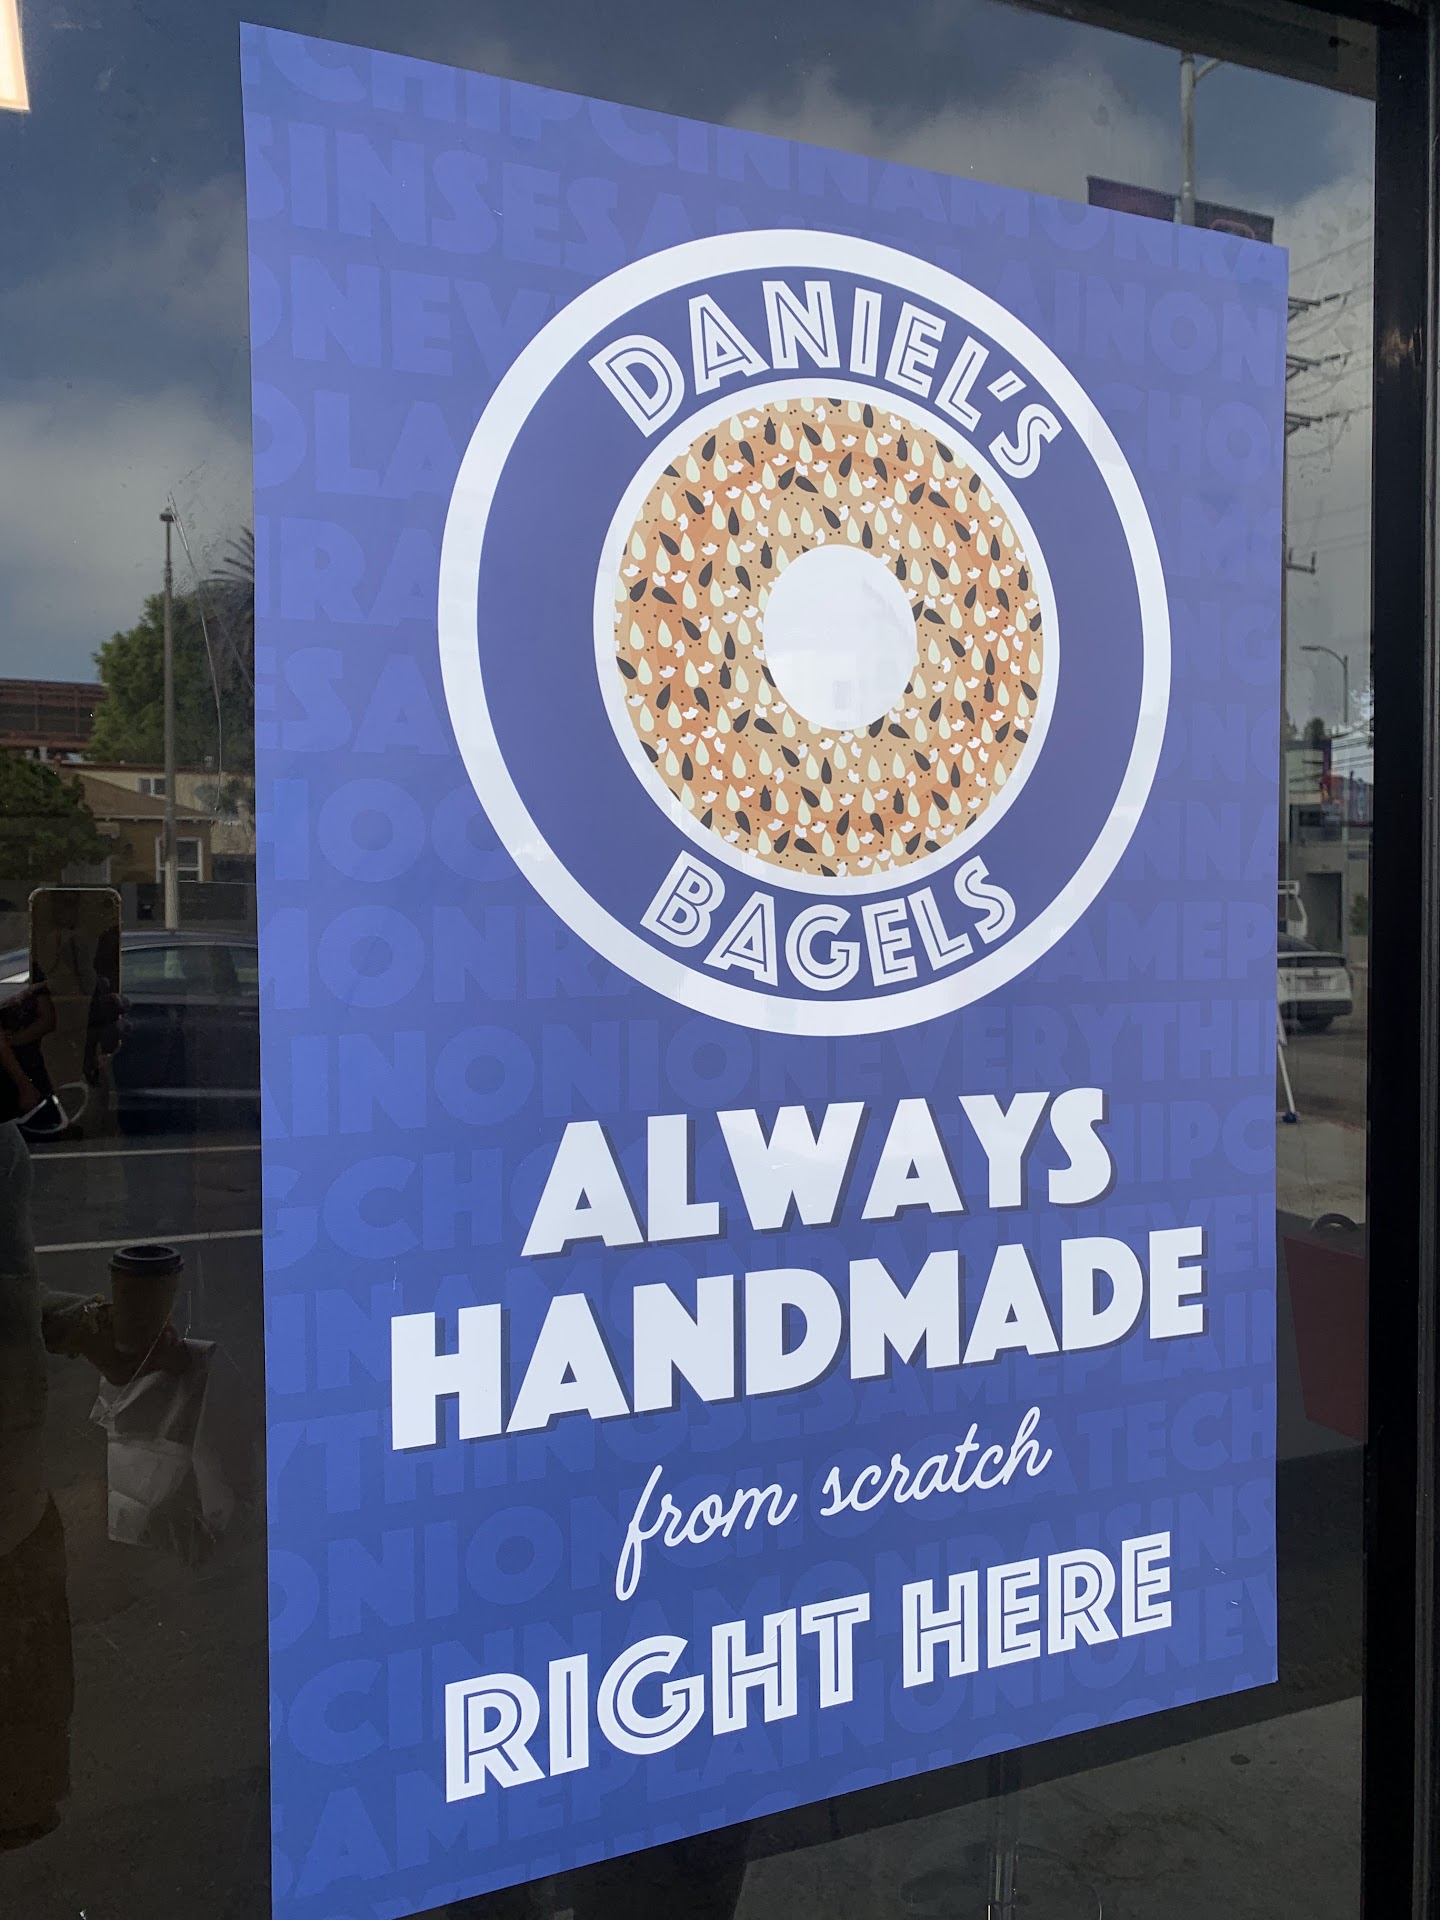 DANIEL'S
BAGELS
ALWAYS
HANDMADE
from scratch
RIGHT HERE